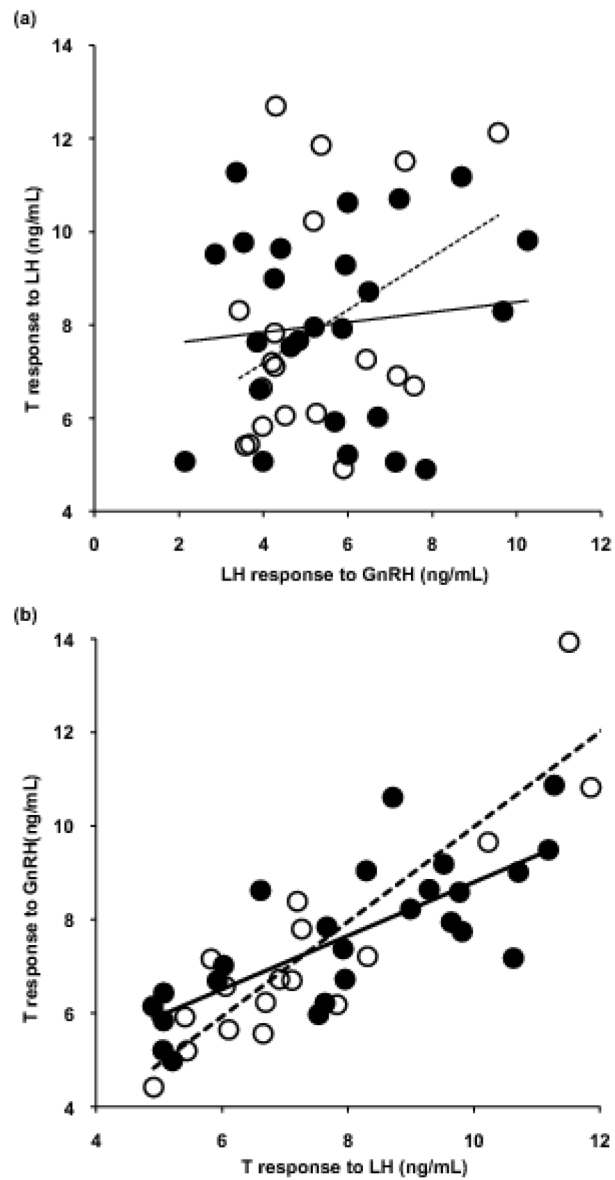 (a)
14
12
10
8
6
4
T response to LH (ng/mL)
0 2 4 6 8 10 12
LH response to GnRH (ng/mL)
(b)
14
12
10
8
6
4
T response to GnRH(ng/mL)
4 6 8 10 12
T response to LH (ng/mL)